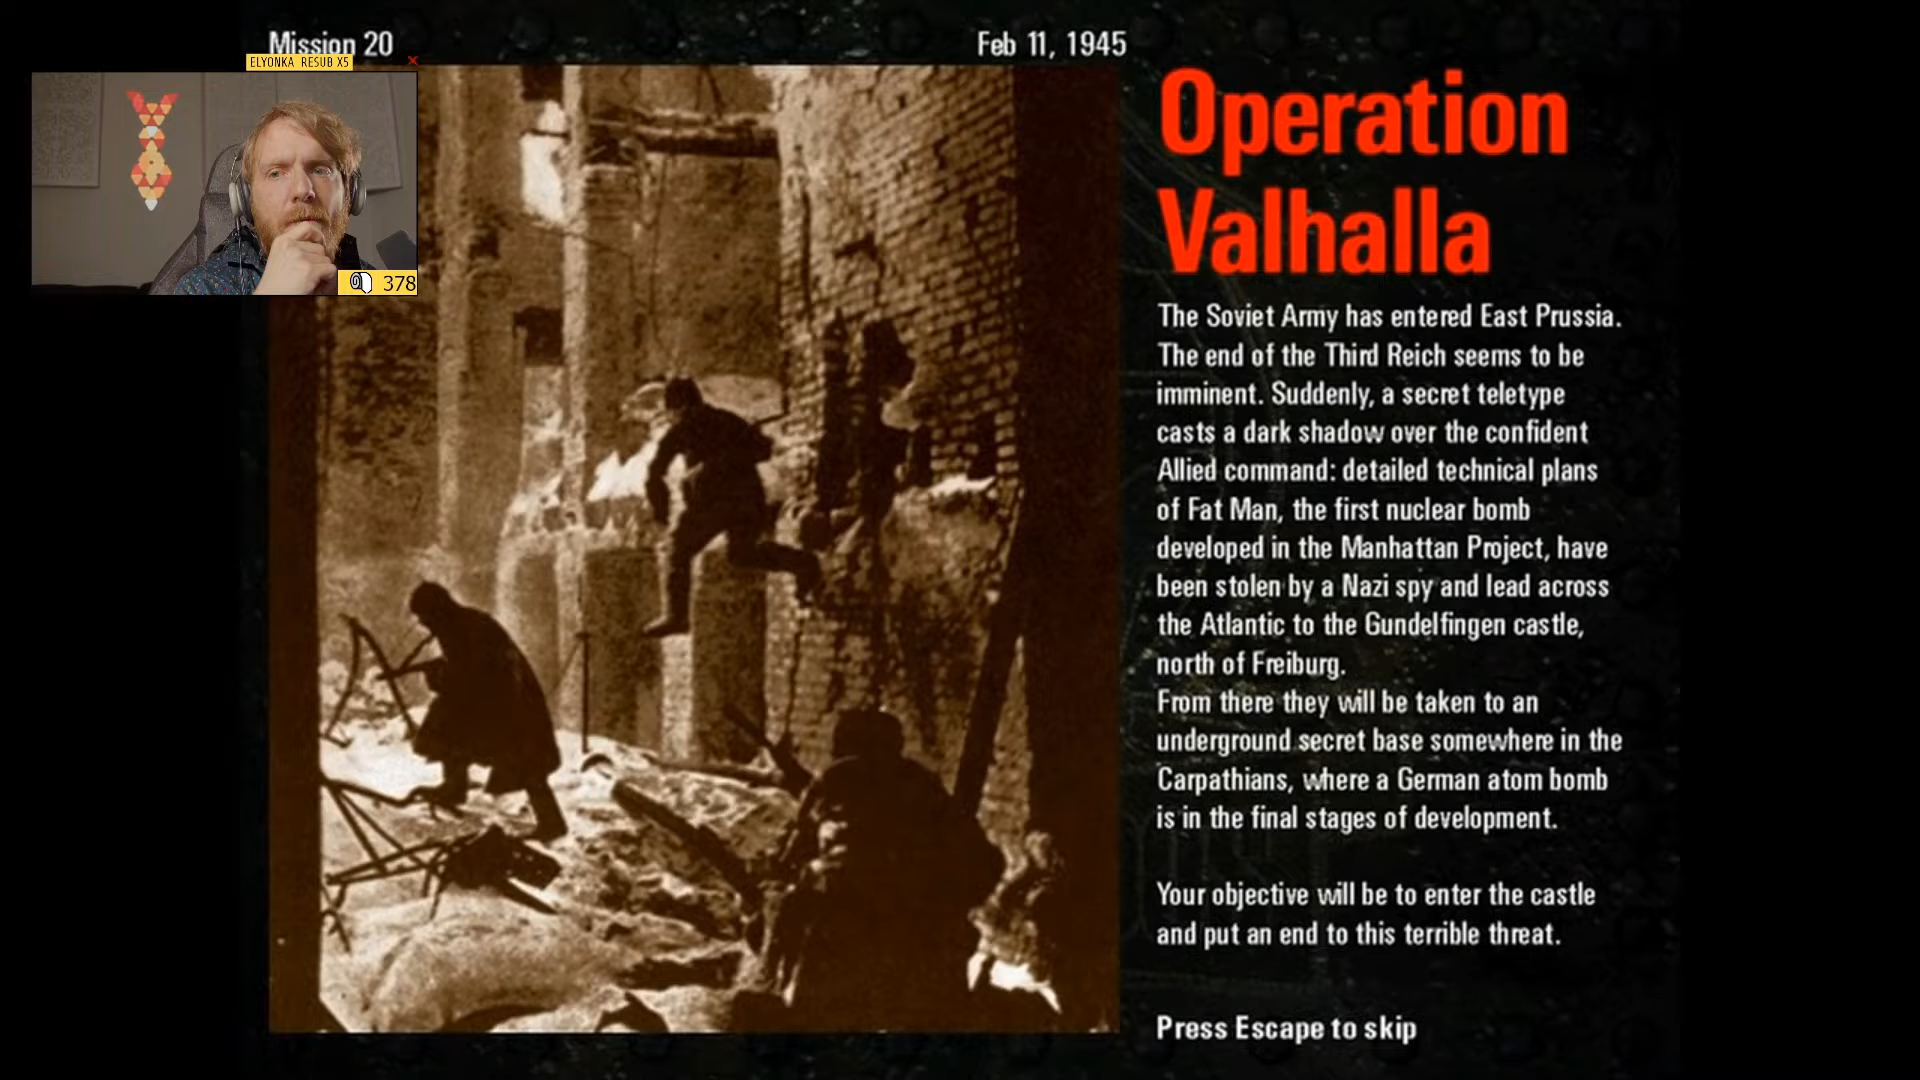 Mission 20
Feb 11, 1945
ELYONKA RESUB X5
378
Operation
Valhalla
The Soviet Army has entered East Prussia.
The end of the Third Reich seems to be
imminent. Suddenly, a secret teletype
casts a dark shadow over the confident
Allied command: detailed technical plans
of Fat Man, the first nuclear bomb
developed in the Manhattan Project, have
been stolen by a Nazi spy and lead across
the Atlantic to the Gundelfingen castle,
north of Freiburg.
From there they will be taken to an
underground secret base somewhere in the
Carpathians, where a German atom bomb
is in the final stages of development.
Your objective will be to enter the castle
and put an end to this terrible threat.
Press Escape to skip